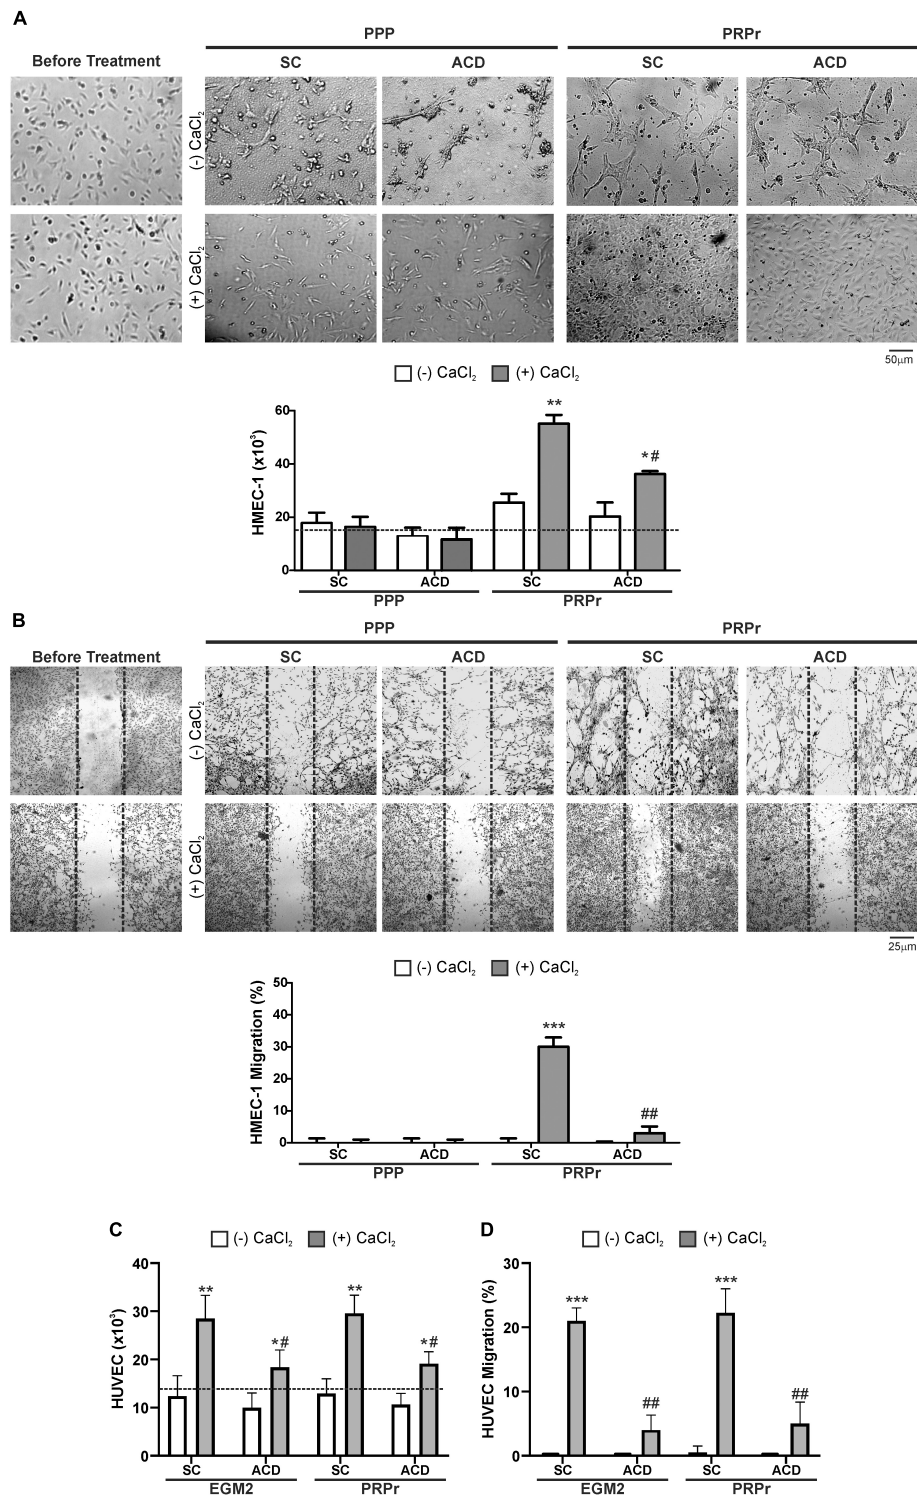 A
PPP PRPr
Before Treatment SC ACD SC ACD
(-) CaCl₂
(+) CaCl₂
50µm
(-) CaCl₂ (+) CaCl₂
HMEC-1 (x10³)
60
40
20
0
** *#
SC ACD SC ACD
PPP PRPr
B
PPP PRPr
Before Treatment SC ACD SC ACD
(-) CaCl₂
(+) CaCl₂
25µm
(-) CaCl₂ (+) CaCl₂
HMEC-1 Migration (%)
50
40
30
20
10
0
*** ##
SC ACD SC ACD
PPP PRPr
C
(-) CaCl₂ (+) CaCl₂
HUVEC (x10³)
40
30
20
10
0
** *# ** *#
SC ACD SC ACD
EGM2 PRPr
D
(-) CaCl₂ (+) CaCl₂
HUVEC Migration (%)
30
20
10
0
*** ## *** ##
SC ACD SC ACD
EGM2 PRPr